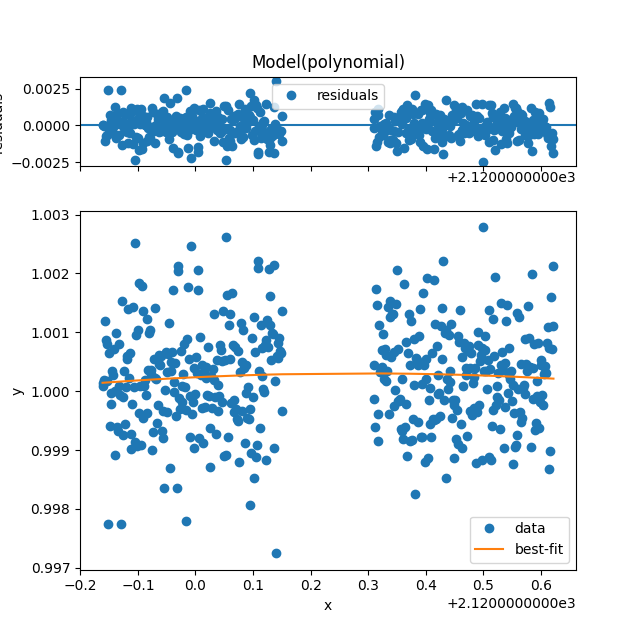 Model(polynomial)
0.0025
0.0000
−0.0025
residuals
+2.1200000000e3
1.003
1.002
1.001
1.000
0.999
0.998
0.997
y
data
best-fit
−0.2 −0.1 0.0 0.1 0.2 0.3 0.4 0.5 0.6
x
+2.1200000000e3